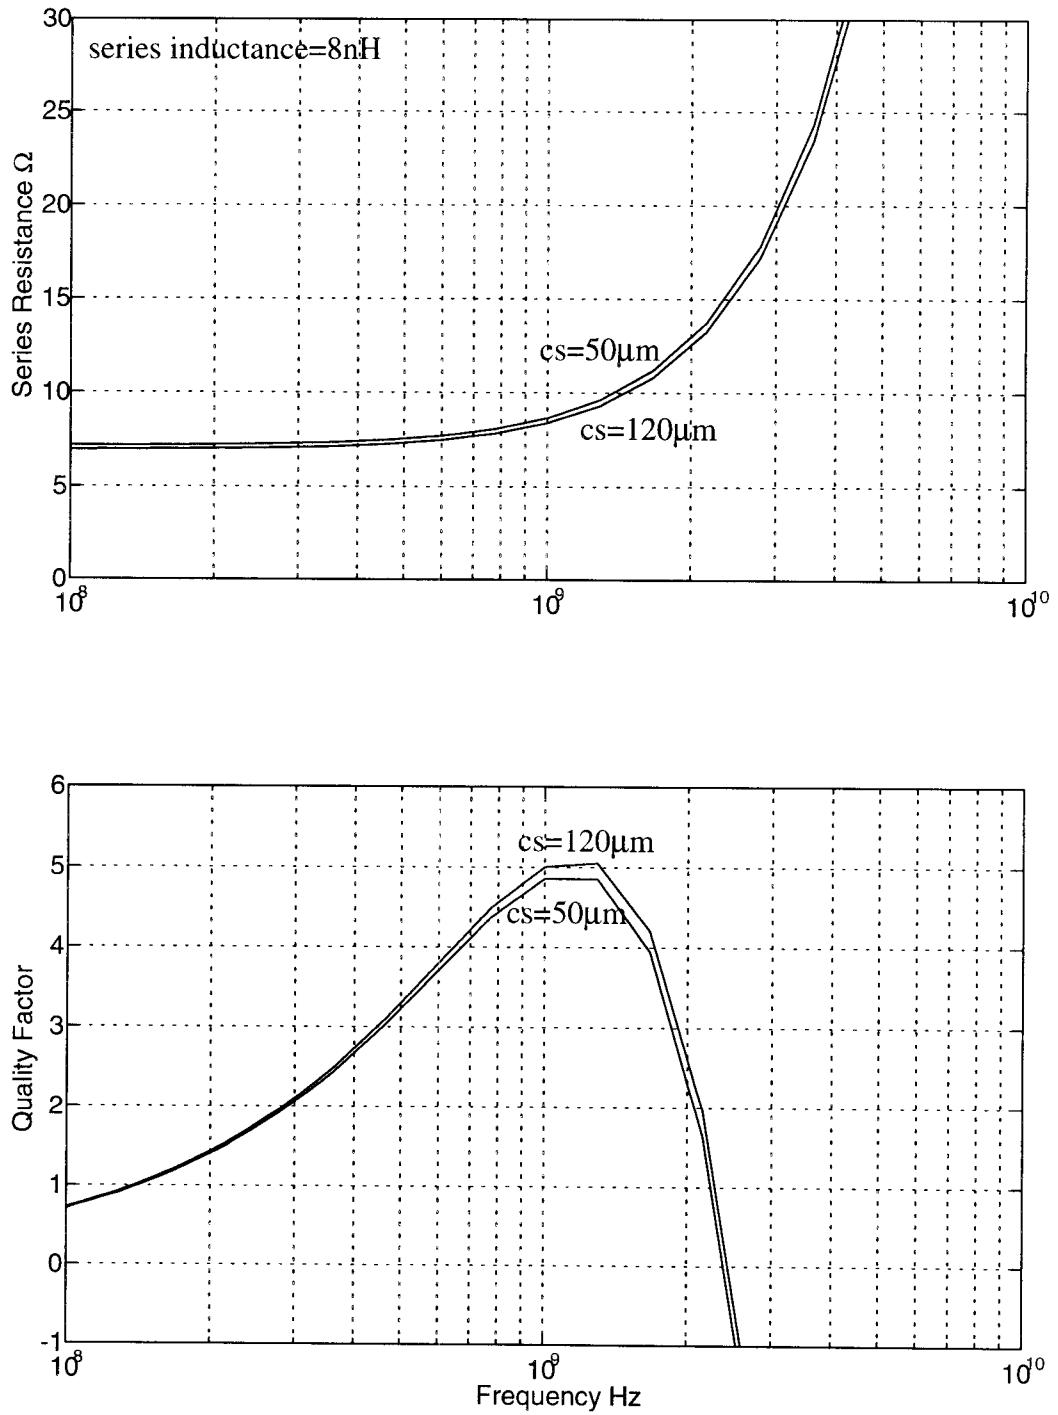 30
series inductance=8nH
25
20
15
10
5
0
Series Resistance Ω
cs=50µm
cs=120µm
10^8
10^9
10^10
6
5
4
3
2
1
0
-1
Quality Factor
cs=120µm
cs=50µm
10^8
10^9
10^10
Frequency Hz